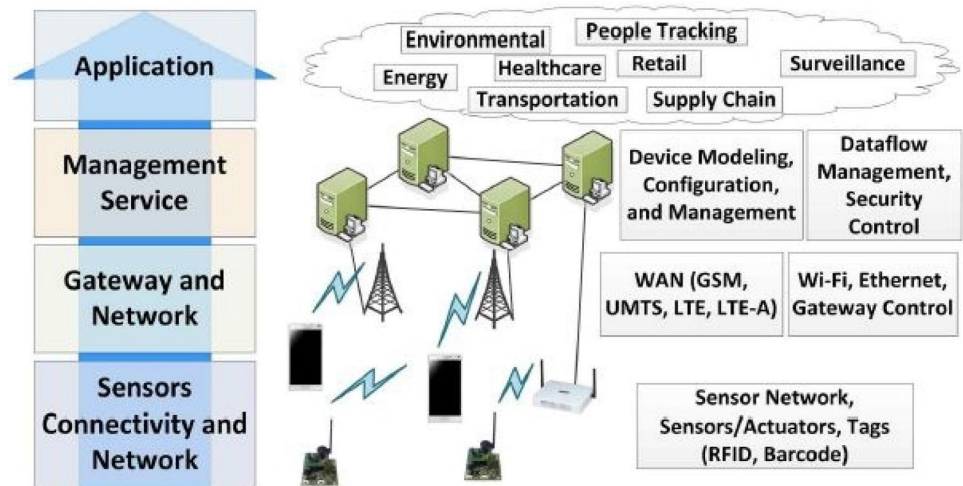 Application
Environmental
People Tracking
Energy
Healthcare
Retail
Surveillance
Transportation
Supply Chain
Management
Service
Device Modeling,
Configuration,
and Management
Dataflow
Management,
Security
Control
Gateway and
Network
WAN (GSM,
UMTS, LTE, LTE-A)
Wi-Fi, Ethernet,
Gateway Control
Sensors
Connectivity and
Network
Sensor Network,
Sensors/Actuators, Tags
(RFID, Barcode)